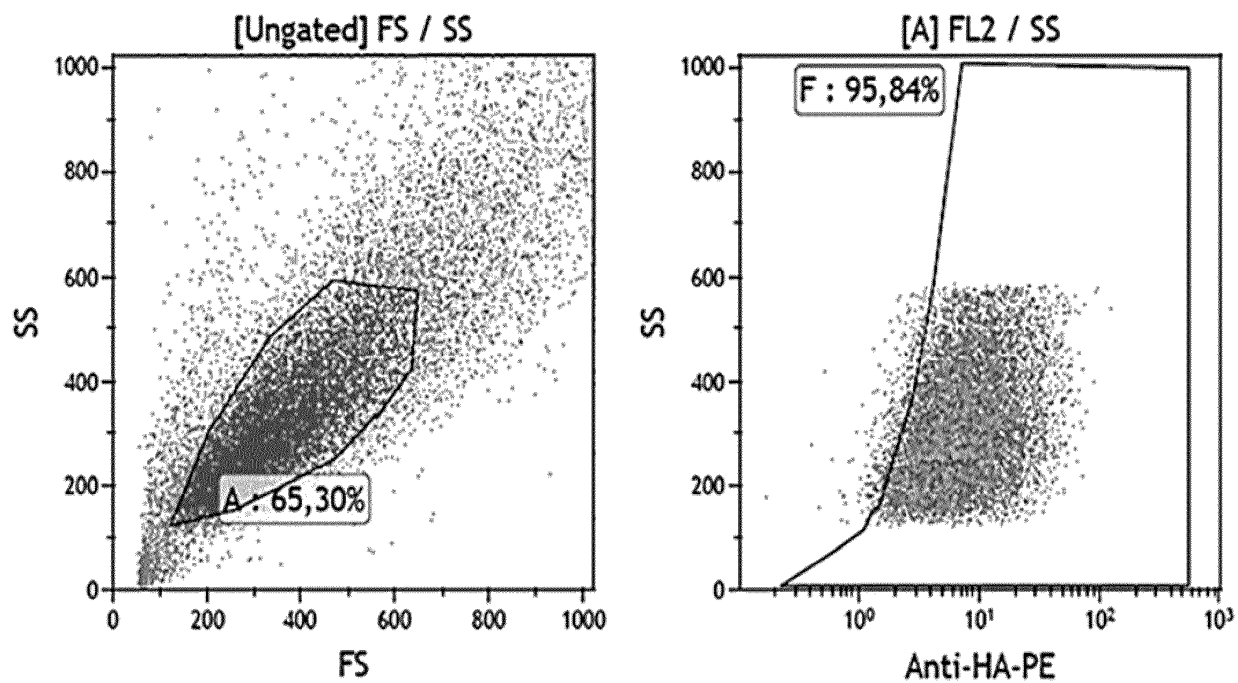 [Ungated] FS / SS
1000
800
600
400
200
0
SS
A : 65,30%
0 200 400 600 800 1000
FS
[A] FL2 / SS
1000
800
600
400
200
0
SS
F : 95,84%
10⁰ 10¹ 10² 10³
Anti-HA-PE